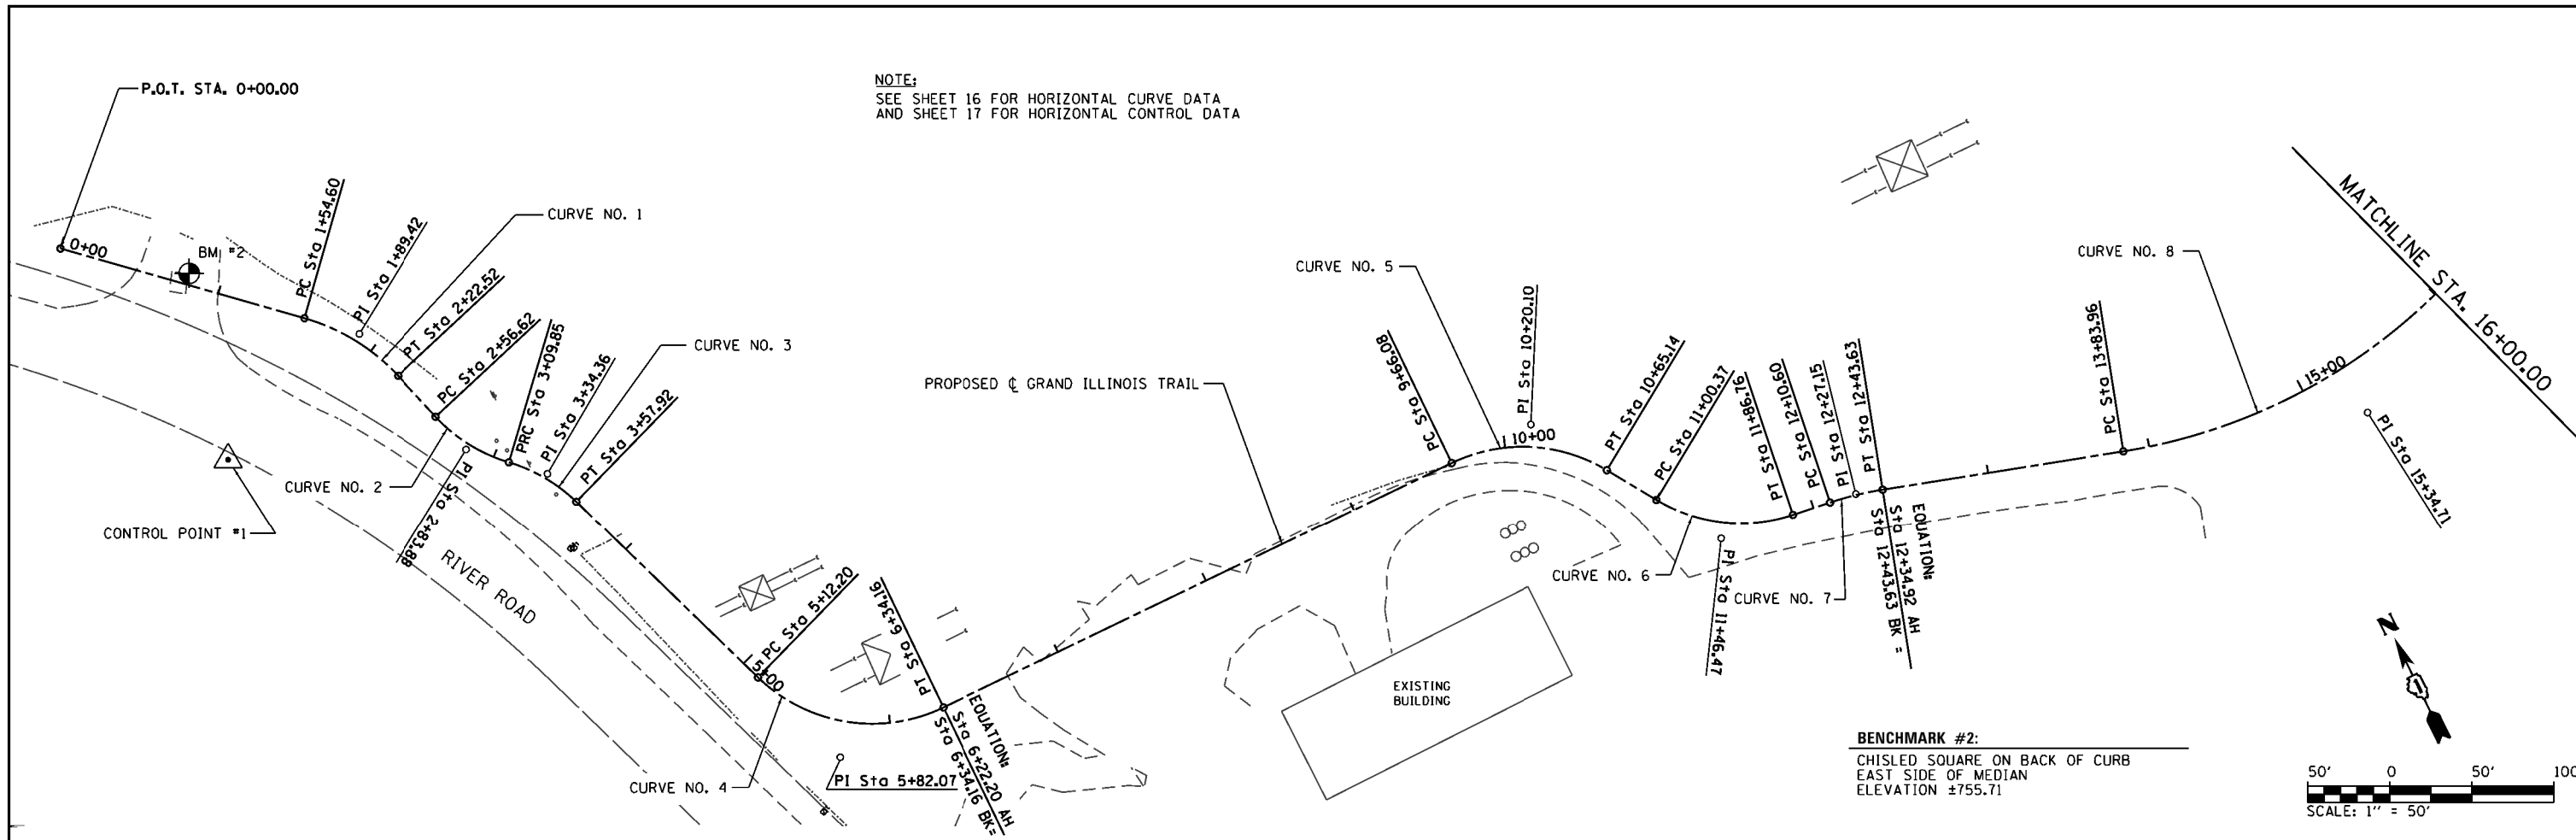 P.O.T. STA. 0+00.00
NOTE:
SEE SHEET 16 FOR HORIZONTAL CURVE DATA
AND SHEET 17 FOR HORIZONTAL CONTROL DATA
0+00
BM #2
PC Sta 1+54.60
PI Sta 1+89.42
CURVE NO. 1
PT Sta 2+22.52
PC Sta 2+56.62
CURVE NO. 2
PI Sta 2+83.88
PRC Sta 3+09.85
PI Sta 3+34.36
CURVE NO. 3
PT Sta 3+57.92
CONTROL POINT #1
RIVER ROAD
5+00
PC Sta 5+12.20
CURVE NO. 4
PI Sta 5+82.07
PT Sta 6+34.16
EQUATION:
Sta 6+22.20 AH
Sta 6+34.16 BK=
PROPOSED ℄ GRAND ILLINOIS TRAIL
PC Sta 9+66.08
CURVE NO. 5
10+00
PI Sta 10+20.10
PT Sta 10+65.14
PC Sta 11+00.37
CURVE NO. 6
PI Sta 11+46.47
PT Sta 11+86.76
PC Sta 12+10.60
CURVE NO. 7
PI Sta 12+27.15
PT Sta 12+43.63
EQUATION:
Sta 12+34.92 AH
Sta 12+43.63 BK =
EXISTING
BUILDING
PC Sta 13+83.96
CURVE NO. 8
15+00
PI Sta 15+34.71
MATCHLINE STA. 16+00.00
BENCHMARK #2:
CHISLED SQUARE ON BACK OF CURB
EAST SIDE OF MEDIAN
ELEVATION ±755.71
N
50' 0 50' 100
SCALE: 1" = 50'